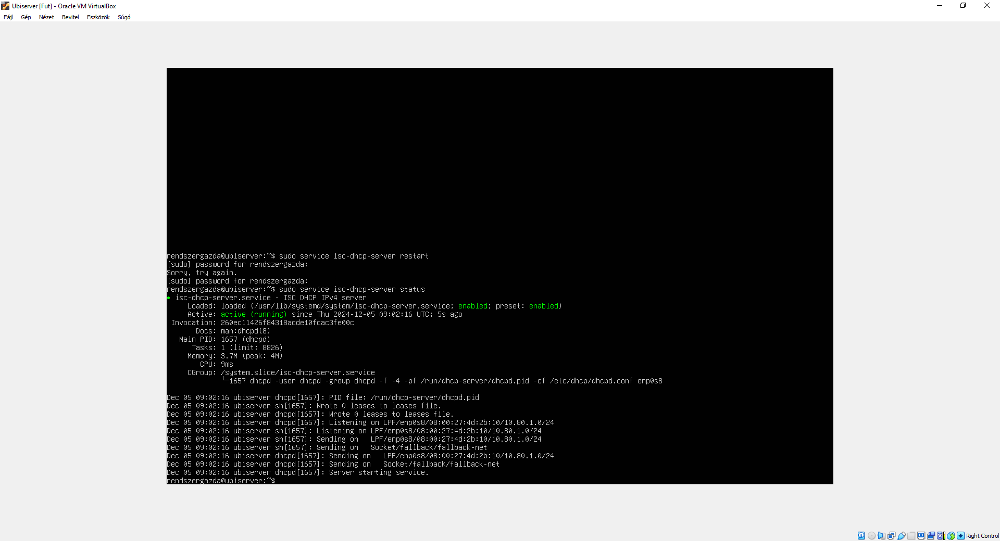 Ubiserver [Fut] - Oracle VM VirtualBox
Fájl Gép Nézet Bevitel Eszközök Súgó
rendszergazda@ubiserver:~$ sudo service isc-dhcp-server restart
[sudo] password for rendszergazda:
Sorry, try again.
[sudo] password for rendszergazda:
rendszergazda@ubiserver:~$ sudo service isc-dhcp-server status
● isc-dhcp-server.service - ISC DHCP IPv4 server
Loaded: loaded (/usr/lib/systemd/system/isc-dhcp-server.service; enabled; preset: enabled)
Active: active (running) since Thu 2024-12-05 09:02:16 UTC; 5s ago
Invocation: 260ec11426f84318acde10fcac3fe00c
Docs: man:dhcpd(8)
Main PID: 1657 (dhcpd)
Tasks: 1 (limit: 8826)
Memory: 3.7M (peak: 4M)
CPU: 9ms
CGroup: /system.slice/isc-dhcp-server.service
└─1657 dhcpd -user dhcpd -group dhcpd -f -4 -pf /run/dhcp-server/dhcpd.pid -cf /etc/dhcp/dhcpd.conf enp0s8
Dec 05 09:02:16 ubiserver dhcpd[1657]: PID file: /run/dhcp-server/dhcpd.pid
Dec 05 09:02:16 ubiserver sh[1657]: Wrote 0 leases to leases file.
Dec 05 09:02:16 ubiserver dhcpd[1657]: Wrote 0 leases to leases file.
Dec 05 09:02:16 ubiserver dhcpd[1657]: Listening on LPF/enp0s8/08:00:27:4d:2b:10/10.80.1.0/24
Dec 05 09:02:16 ubiserver sh[1657]: Listening on LPF/enp0s8/08:00:27:4d:2b:10/10.80.1.0/24
Dec 05 09:02:16 ubiserver sh[1657]: Sending on   LPF/enp0s8/08:00:27:4d:2b:10/10.80.1.0/24
Dec 05 09:02:16 ubiserver sh[1657]: Sending on   Socket/fallback/fallback-net
Dec 05 09:02:16 ubiserver dhcpd[1657]: Sending on   LPF/enp0s8/08:00:27:4d:2b:10/10.80.1.0/24
Dec 05 09:02:16 ubiserver dhcpd[1657]: Sending on   Socket/fallback/fallback-net
Dec 05 09:02:16 ubiserver dhcpd[1657]: Server starting service.
rendszergazda@ubiserver:~$
Right Control